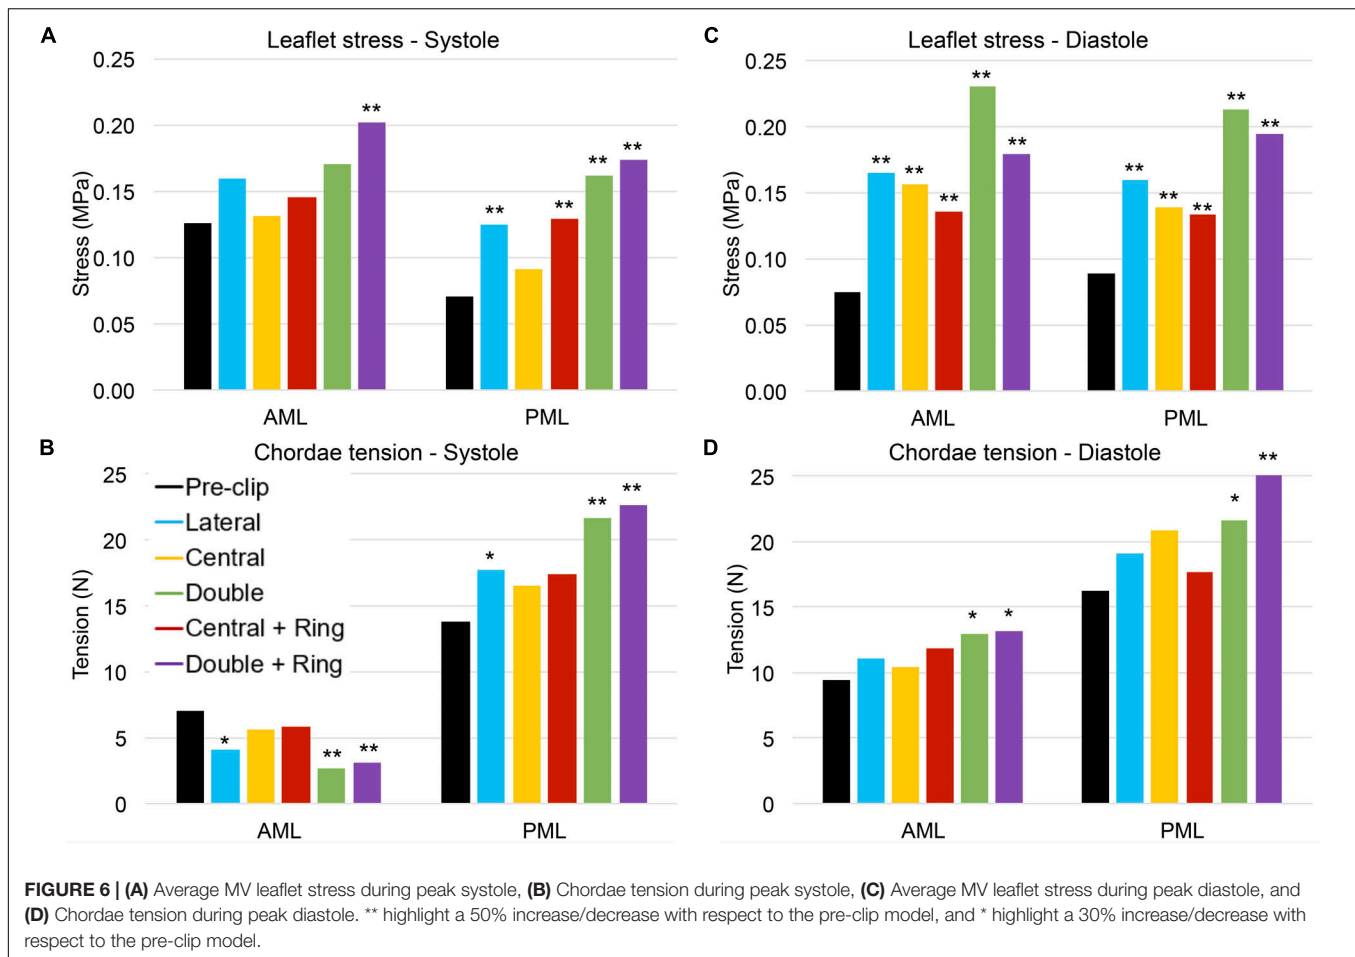 A
Leaflet stress - Systole
0.25
0.20
0.15
0.10
0.05
0.00
Stress (MPa)
**
**
**
**
**
AML
PML
C
Leaflet stress - Diastole
0.25
0.20
0.15
0.10
0.05
0.00
Stress (MPa)
**
**
**
**
**
**
**
**
**
**
AML
PML
B
Chordae tension - Systole
25
20
15
10
5
0
Tension (N)
Pre-clip
Lateral
Central
Double
Central + Ring
Double + Ring
*
**
**
*
**
**
AML
PML
D
Chordae tension - Diastole
25
20
15
10
5
0
Tension (N)
*
*
*
**
AML
PML
FIGURE 6 | (A) Average MV leaflet stress during peak systole, (B) Chordae tension during peak systole, (C) Average MV leaflet stress during peak diastole, and
(D) Chordae tension during peak diastole. ** highlight a 50% increase/decrease with respect to the pre-clip model, and * highlight a 30% increase/decrease with
respect to the pre-clip model.